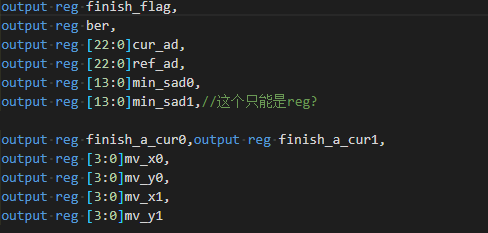 output reg finish_flag,
output reg ber,
output reg [22:0]cur_ad,
output reg [22:0]ref_ad,
output reg [13:0]min_sad0,
output reg [13:0]min_sad1,//这个只能是reg?
output reg finish_a_cur0,output reg finish_a_cur1,
output reg [3:0]mv_x0,
output reg [3:0]mv_y0,
output reg [3:0]mv_x1,
output reg [3:0]mv_y1